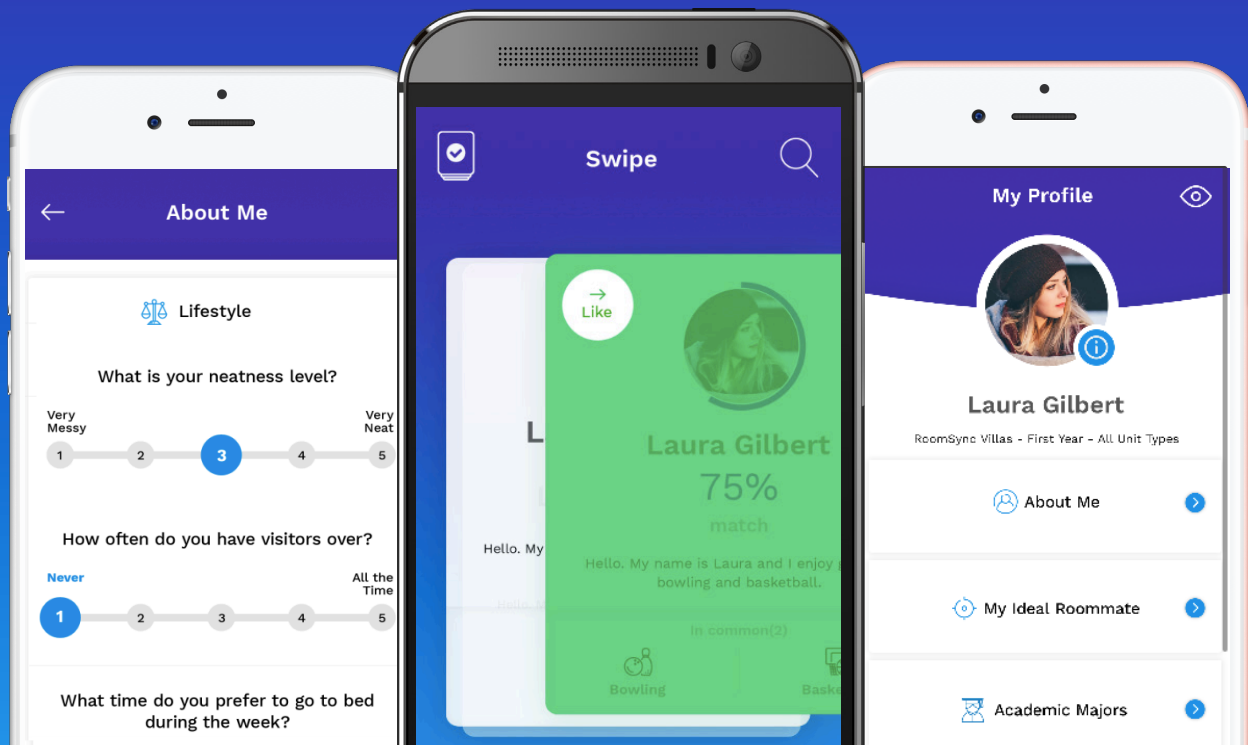 About Me
Lifestyle
What is your neatness level?
Very
Messy
Very
Neat
1 2 3 4 5
How often do you have visitors over?
Never
All the
Time
1 2 3 4 5
What time do you prefer to go to bed
during the week?
Swipe
Like
L
Laura Gilbert
75%
match
Hello. My
Hello. My name is Laura and I enjoy g
bowling and basketball.
Hello. M
In common(2)
Bowling
Baske
My Profile
Laura Gilbert
RoomSync Villas - First Year - All Unit Types
About Me
My Ideal Roommate
Academic Majors